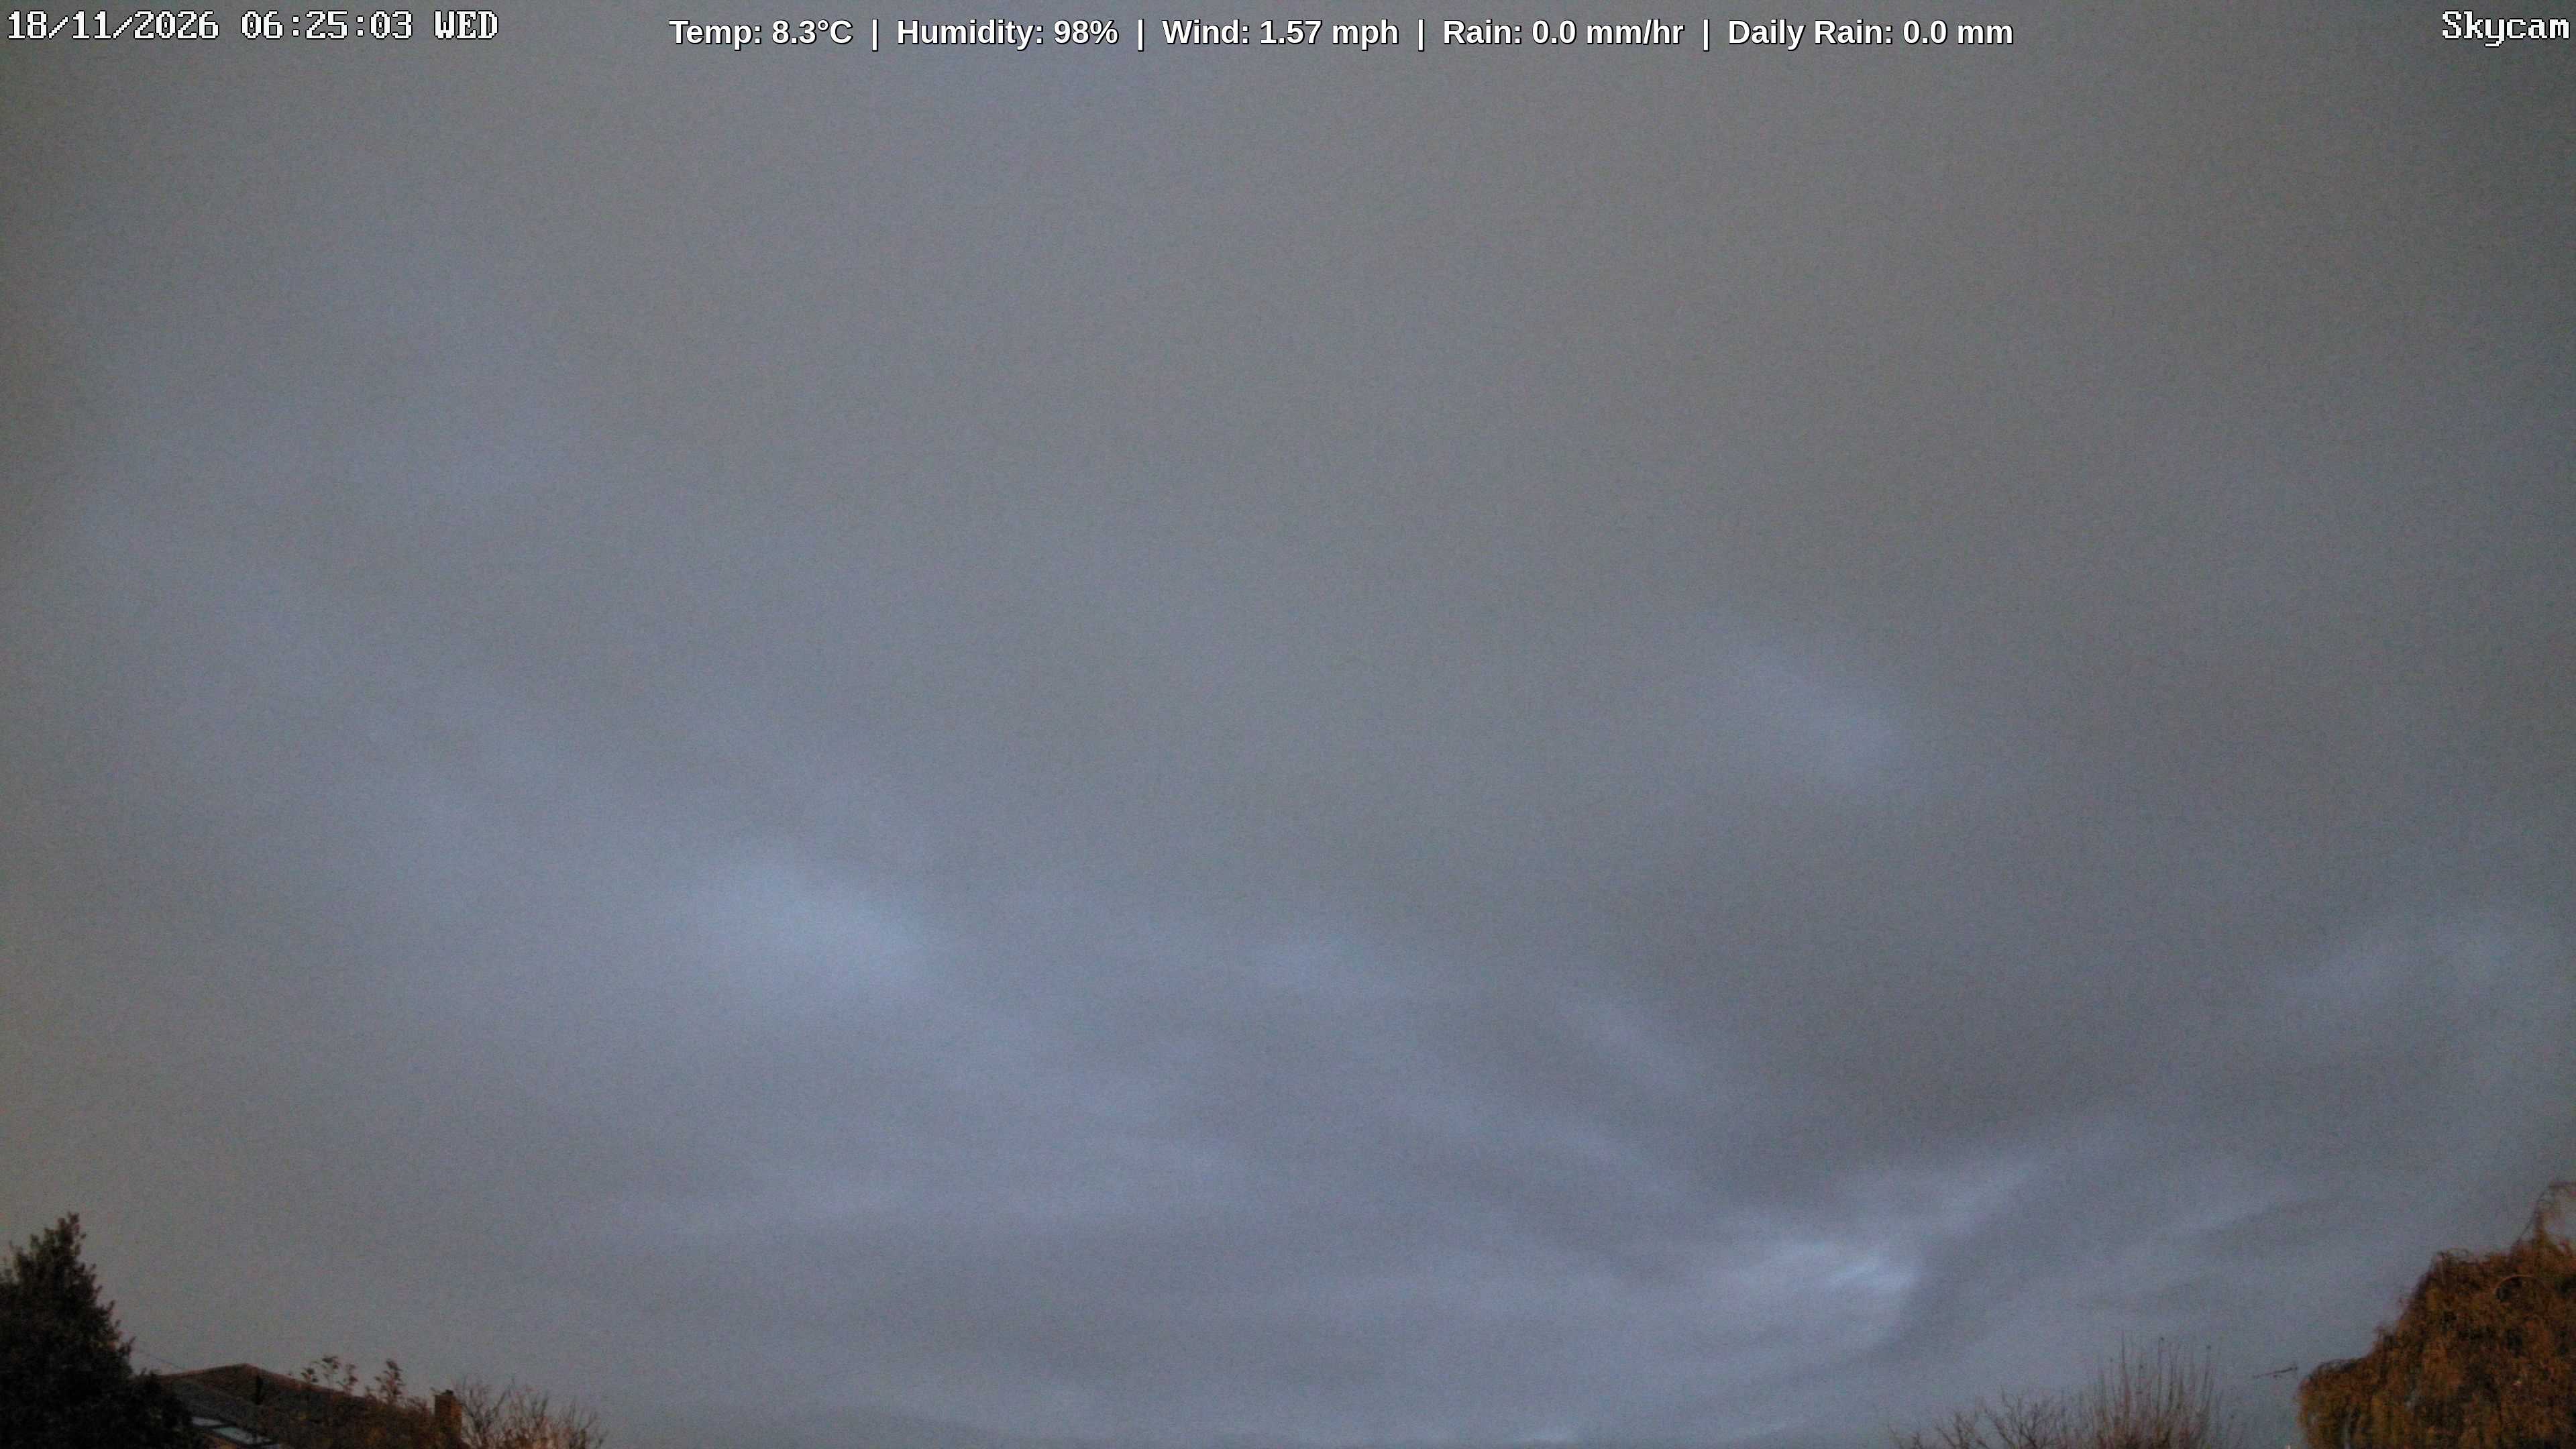 18/11/2026 06:25:03 WED
Temp: 8.3°C | Humidity: 98% | Wind: 1.57 mph | Rain: 0.0 mm/hr | Daily Rain: 0.0 mm
Skycam